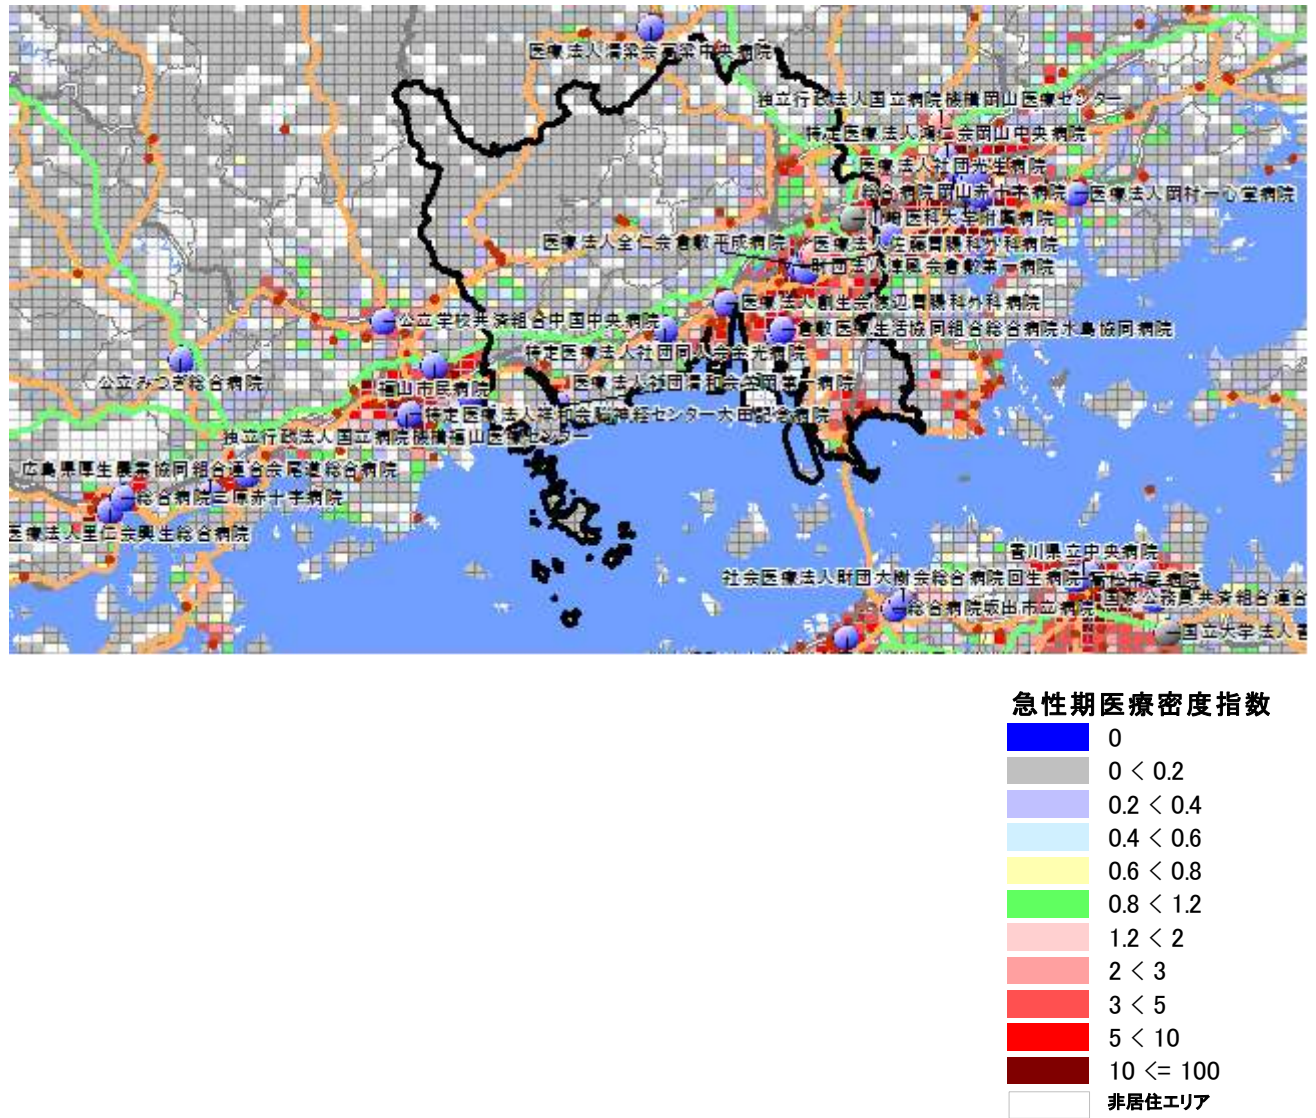 医療法人清梁会高梁中央病院
独立行政法人国立病院機構岡山医療センター
特定医療法人鴻仁会岡山中央病院
医療法人社団光生病院
総合病院岡山赤十字病院
医療法人岡村一心堂病院
川崎医科大学附属病院
医療法人全仁会倉敷平成病院
医療法人佐藤胃腸科外科病院
財団法人津風会倉敷第一病院
医療法人創生会渡辺胃腸科外科病院
公立学校共済組合中国中央病院
倉敷医療生活協同組合総合病院水島協同病院
特定医療法人社団同仁会金光病院
公立みつぎ総合病院
福山市民病院
医療法人社団清和会笠岡第一病院
特定医療法人祥和会脳神経センター大田記念病院
独立行政法人国立病院機構福山医療センター
広島県厚生農業協同組合連合会尾道総合病院
総合病院三原赤十字病院
医療法人里仁会興生総合病院
香川県立中央病院
社会医療法人財団大樹会総合病院回生病院
高松市民病院
国家公務員共済組合連合
総合病院坂出市立病院
国立大学法人香
急性期医療密度指数
0
0 < 0.2
0.2 < 0.4
0.4 < 0.6
0.6 < 0.8
0.8 < 1.2
1.2 < 2
2 < 3
3 < 5
5 < 10
10 <= 100
非居住エリア